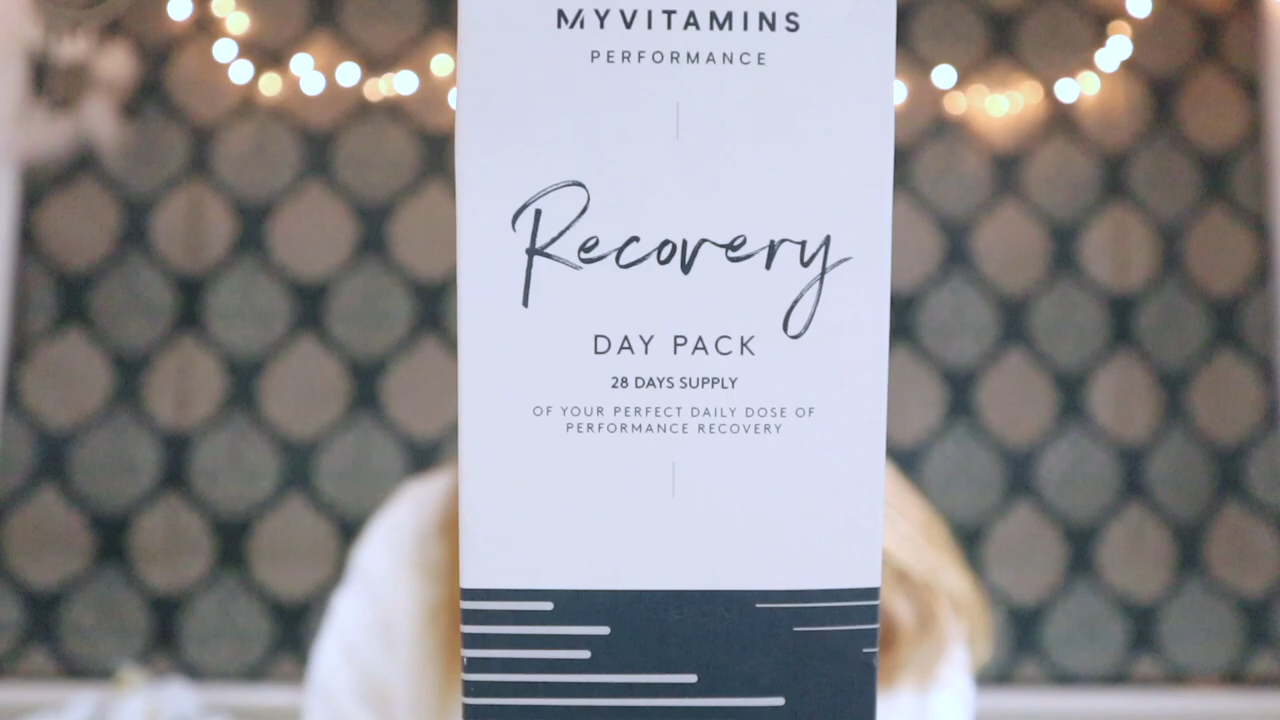 MYVITAMINS
PERFORMANCE
Recovery
DAY PACK
28 DAYS SUPPLY
OF YOUR PERFECT DAILY DOSE OF
PERFORMANCE RECOVERY